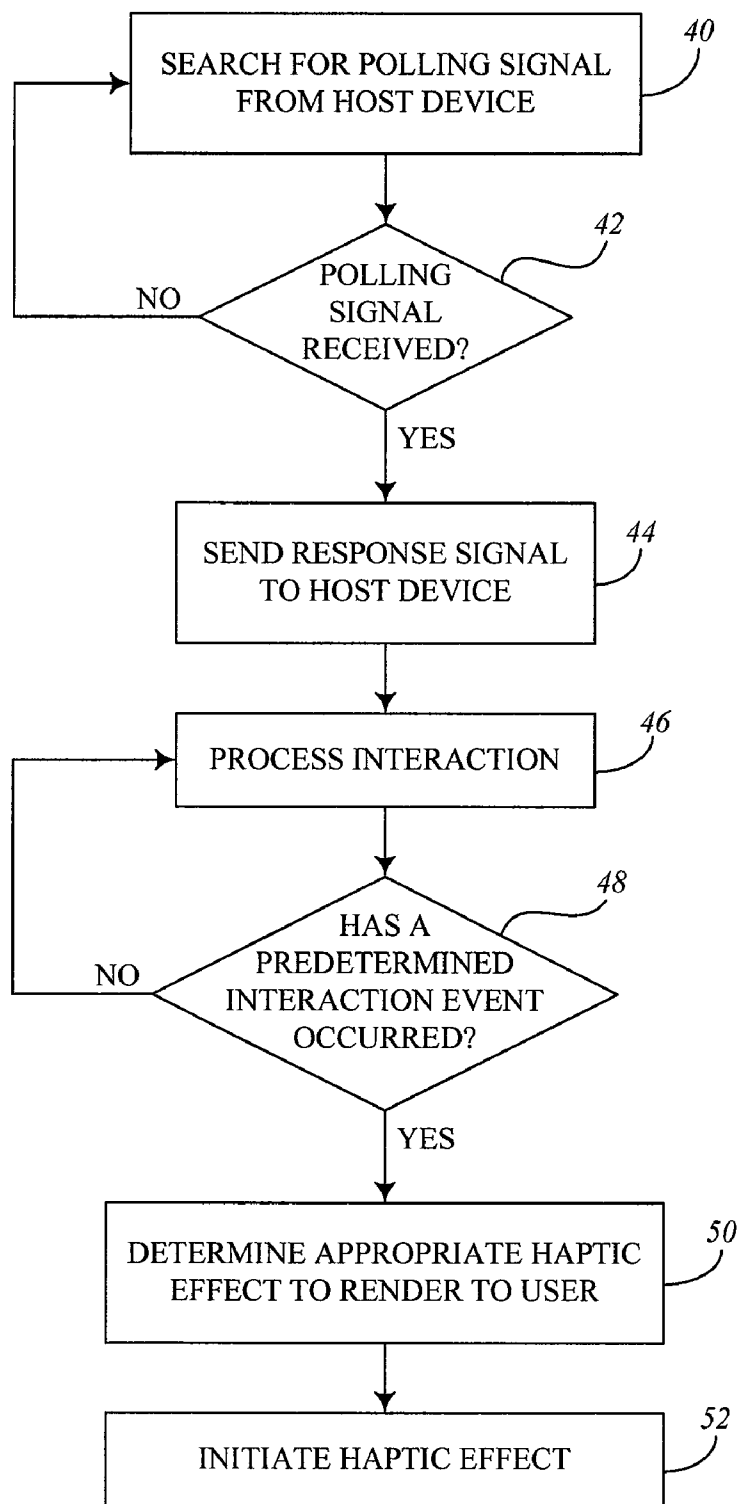 SEARCH FOR POLLING SIGNAL
FROM HOST DEVICE
40
42
POLLING
SIGNAL
RECEIVED?
NO
YES
SEND RESPONSE SIGNAL
TO HOST DEVICE
44
PROCESS INTERACTION
46
48
HAS A
PREDETERMINED
INTERACTION EVENT
OCCURRED?
NO
YES
DETERMINE APPROPRIATE HAPTIC
EFFECT TO RENDER TO USER
50
INITIATE HAPTIC EFFECT
52